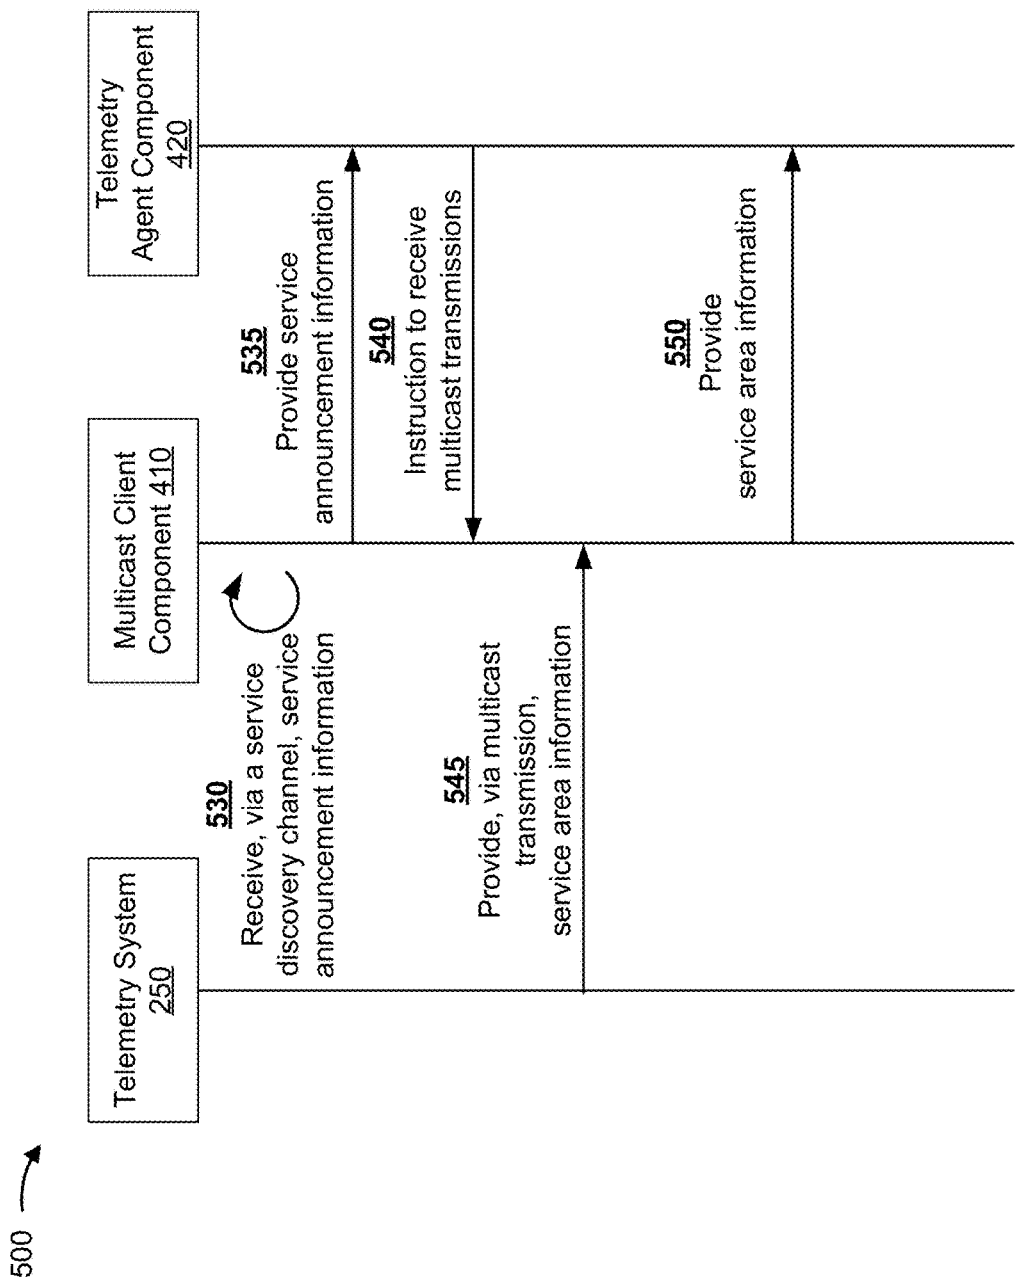 500
Telemetry System
250
Multicast Client
Component 410
Telemetry
Agent Component
420
530
Receive, via a service
discovery channel, service
announcement information
535
Provide service
announcement information
540
Instruction to receive
multicast transmissions
545
Provide, via multicast
transmission,
service area information
550
Provide
service area information